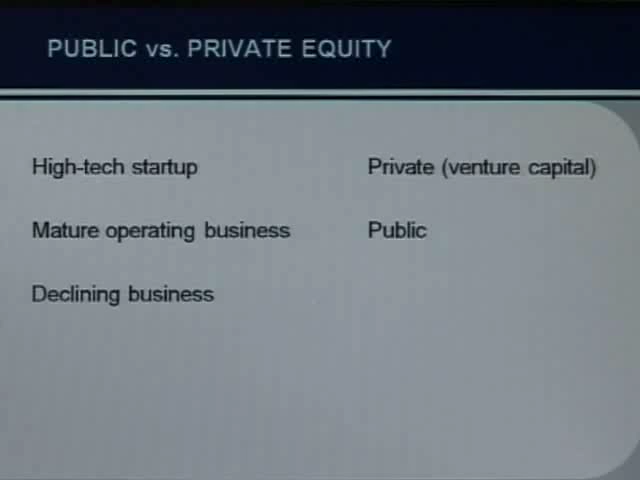 PUBLIC vs. PRIVATE EQUITY
High-tech startup Private (venture capital)
Mature operating business Public
Declining business